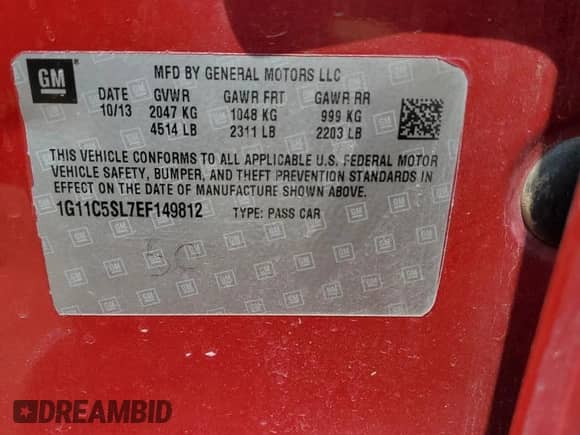 GM MFD BY GENERAL MOTORS LLC
DATE GVWR GAWR FRT GAWR RR
10/13 2047 KG 1048 KG 999 KG
4514 LB 2311 LB 2203 LB
THIS VEHICLE CONFORMS TO ALL APPLICABLE U.S. FEDERAL MOTOR
VEHICLE SAFETY, BUMPER, AND THEFT PREVENTION STANDARDS IN
EFFECT ON THE DATE OF MANUFACTURE SHOWN ABOVE.
1G11C5SL7EF149812 TYPE: PASS CAR
DREAMBID